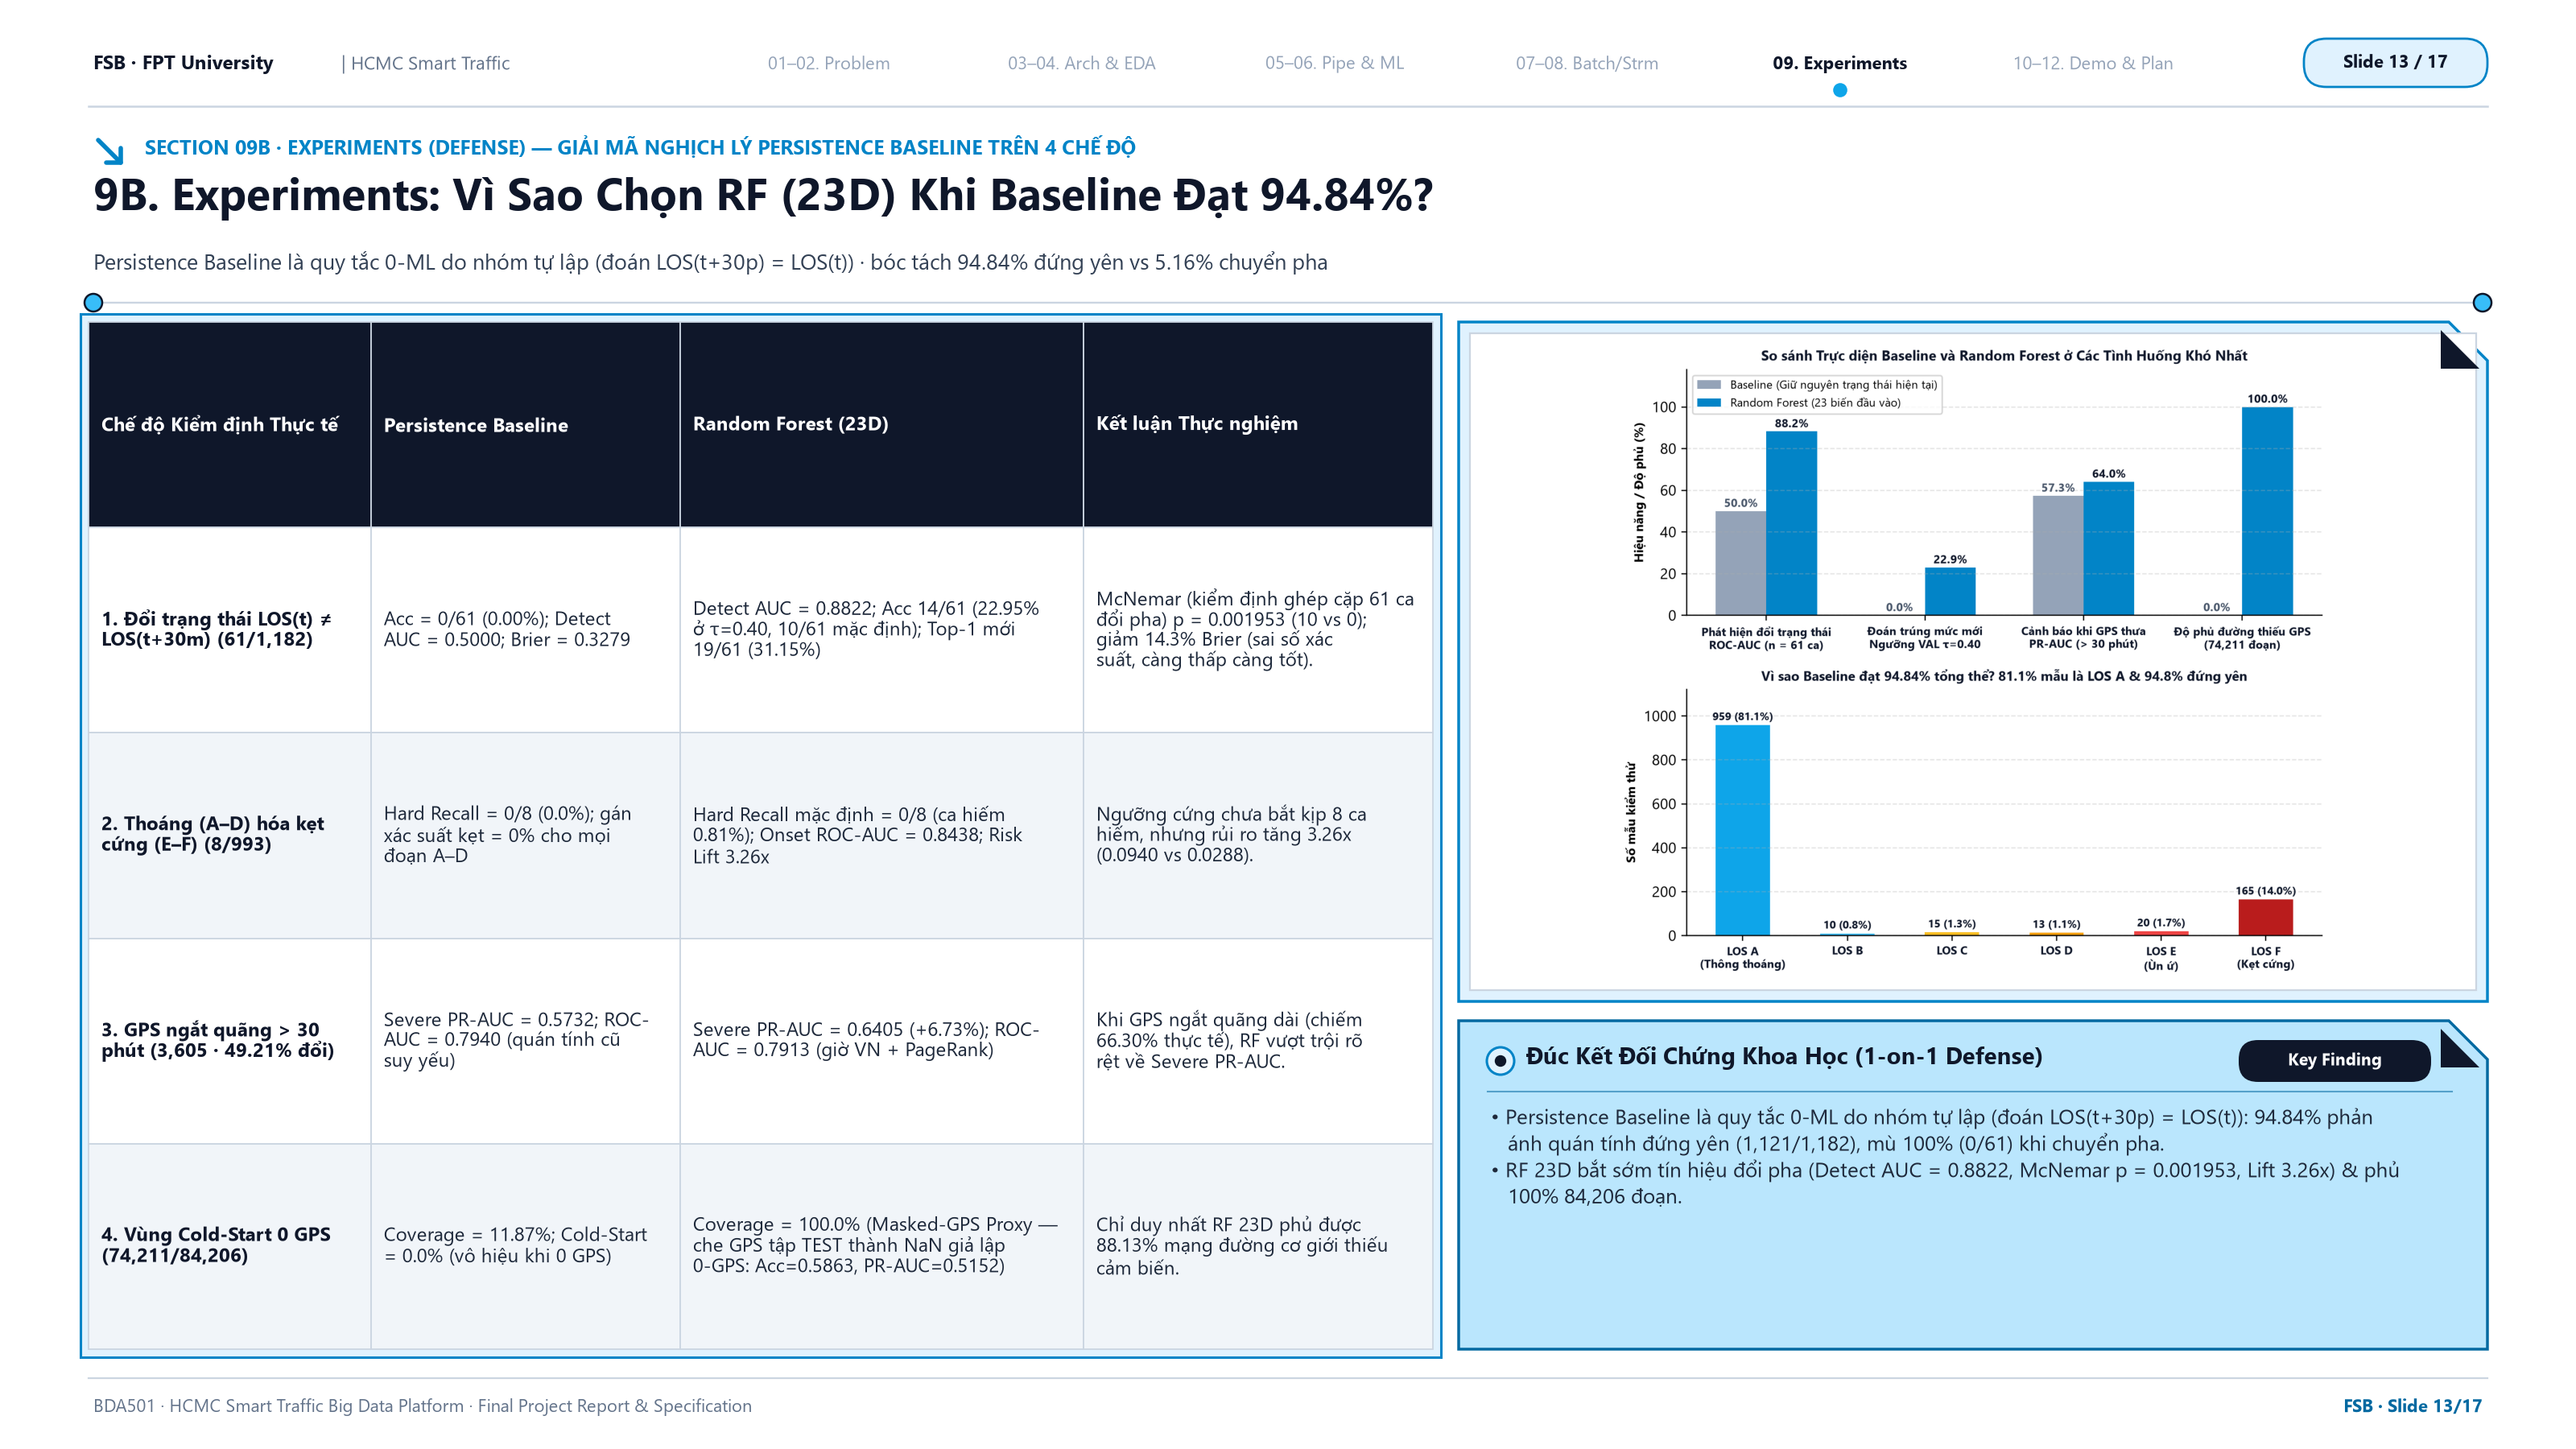 FSB · FPT University | HCMC Smart Traffic 01–02. Problem 03–04. Arch & EDA 05–06. Pipe & ML 07–08. Batch/Strm 09. Experiments 10–12. Demo & Plan Slide 13 / 17
SECTION 09B · EXPERIMENTS (DEFENSE) — GIẢI MÃ NGHỊCH LÝ PERSISTENCE BASELINE TRÊN 4 CHẾ ĐỘ
9B. Experiments: Vì Sao Chọn RF (23D) Khi Baseline Đạt 94.84%?
Persistence Baseline là quy tắc 0-ML do nhóm tự lập (đoán LOS(t+30p) = LOS(t)) · bóc tách 94.84% đứng yên vs 5.16% chuyển pha
Chế độ Kiểm định Thực tế
Persistence Baseline
Random Forest (23D)
Kết luận Thực nghiệm
1. Đổi trạng thái LOS(t) ≠
LOS(t+30m) (61/1,182)
Acc = 0/61 (0.00%); Detect
AUC = 0.5000; Brier = 0.3279
Detect AUC = 0.8822; Acc 14/61 (22.95%
ở τ=0.40, 10/61 mặc định); Top-1 mới
19/61 (31.15%)
McNemar (kiểm định ghép cặp 61 ca
đổi pha) p = 0.001953 (10 vs 0);
giảm 14.3% Brier (sai số xác
suất, càng thấp càng tốt).
2. Thoáng (A–D) hóa kẹt
cứng (E–F) (8/993)
Hard Recall = 0/8 (0.0%); gán
xác suất kẹt = 0% cho mọi
đoạn A–D
Hard Recall mặc định = 0/8 (ca hiếm
0.81%); Onset ROC-AUC = 0.8438; Risk
Lift 3.26x
Ngưỡng cứng chưa bắt kịp 8 ca
hiếm, nhưng rủi ro tăng 3.26x
(0.0940 vs 0.0288).
3. GPS ngắt quãng > 30
phút (3,605 · 49.21% đổi)
Severe PR-AUC = 0.5732; ROC-
AUC = 0.7940 (quán tính cũ
suy yếu)
Severe PR-AUC = 0.6405 (+6.73%); ROC-
AUC = 0.7913 (giờ VN + PageRank)
Khi GPS ngắt quãng dài (chiếm
66.30% thực tế), RF vượt trội rõ
rệt về Severe PR-AUC.
4. Vùng Cold-Start 0 GPS
(74,211/84,206)
Coverage = 11.87%; Cold-Start
= 0.0% (vô hiệu khi 0 GPS)
Coverage = 100.0% (Masked-GPS Proxy —
che GPS tập TEST thành NaN giả lập
0-GPS: Acc=0.5863, PR-AUC=0.5152)
Chỉ duy nhất RF 23D phủ được
88.13% mạng đường cơ giới thiếu
cảm biến.
So sánh Trực diện Baseline và Random Forest ở Các Tình Huống Khó Nhất
Baseline (Giữ nguyên trạng thái hiện tại)
Random Forest (23 biến đầu vào)
Hiệu năng / Độ phủ (%)
100
80
60
40
20
0
50.0%
88.2%
0.0%
22.9%
57.3%
64.0%
0.0%
100.0%
Phát hiện đổi trạng thái
ROC-AUC (n = 61 ca)
Đoán trúng mức mới
Ngưỡng VAL τ=0.40
Cảnh báo khi GPS thưa
PR-AUC (> 30 phút)
Độ phủ đường thiếu GPS
(74,211 đoạn)
Vì sao Baseline đạt 94.84% tổng thể? 81.1% mẫu là LOS A & 94.8% đứng yên
Số mẫu kiểm thử
1000
800
600
400
200
0
959 (81.1%)
10 (0.8%)
15 (1.3%)
13 (1.1%)
20 (1.7%)
165 (14.0%)
LOS A
(Thông thoáng)
LOS B
LOS C
LOS D
LOS E
(Ùn ứ)
LOS F
(Kẹt cứng)
Đúc Kết Đối Chứng Khoa Học (1-on-1 Defense)
Key Finding
• Persistence Baseline là quy tắc 0-ML do nhóm tự lập (đoán LOS(t+30p) = LOS(t)): 94.84% phản
ánh quán tính đứng yên (1,121/1,182), mù 100% (0/61) khi chuyển pha.
• RF 23D bắt sớm tín hiệu đổi pha (Detect AUC = 0.8822, McNemar p = 0.001953, Lift 3.26x) & phủ
100% 84,206 đoạn.
BDA501 · HCMC Smart Traffic Big Data Platform · Final Project Report & Specification
FSB · Slide 13/17